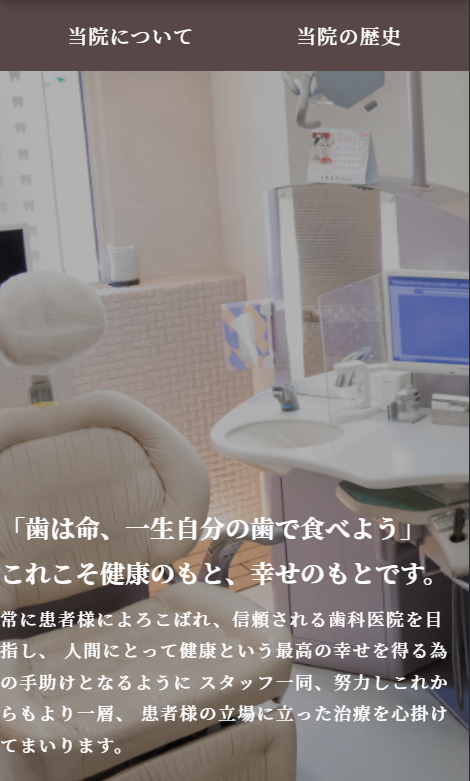 当院について 当院の歴史
「歯は命、一生自分の歯で食べよう」
これこそ健康のもと、幸せのもとです。
常に患者様によろこばれ、信頼される歯科医院を目
指し、 人間にとって健康という最高の幸せを得る為
の手助けとなるように スタッフ一同、努力しこれか
らもより一層、 患者様の立場に立った治療を心掛け
てまいります。